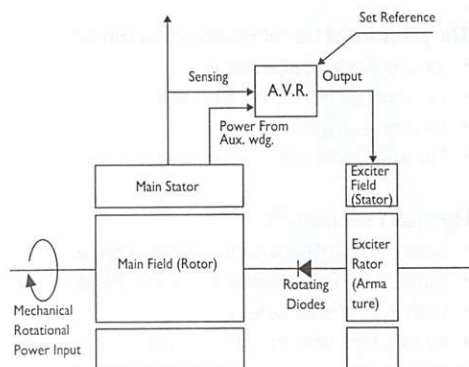 Set Reference
Sensing
A.V.R.
Output
Power From
Aux. wdg.
Main Stator
Exciter
Field
(Stator)
Main Field (Rotor)
Exciter
Rator
(Arma
ture)
Rotating
Diodes
Mechanical
Rotational
Power Input